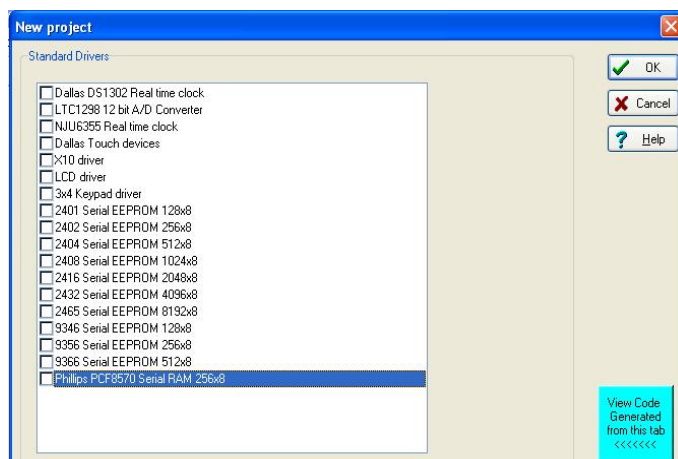 New project
Standard Drivers
Dallas DS1302 Real time clock
LTC1298 12 bit A/D Converter
NJU6355 Real time clock
Dallas Touch devices
X10 driver
LCD driver
3x4 Keypad driver
2401 Serial EEPROM 128x8
2402 Serial EEPROM 256x8
2404 Serial EEPROM 512x8
2408 Serial EEPROM 1024x8
2416 Serial EEPROM 2048x8
2432 Serial EEPROM 4096x8
2465 Serial EEPROM 8192x8
9346 Serial EEPROM 128x8
9356 Serial EEPROM 256x8
9366 Serial EEPROM 512x8
Phillips PCF8570 Serial RAM 256x8
OK
Cancel
Help
View Code
Generated
from this tab
<<<<<<<